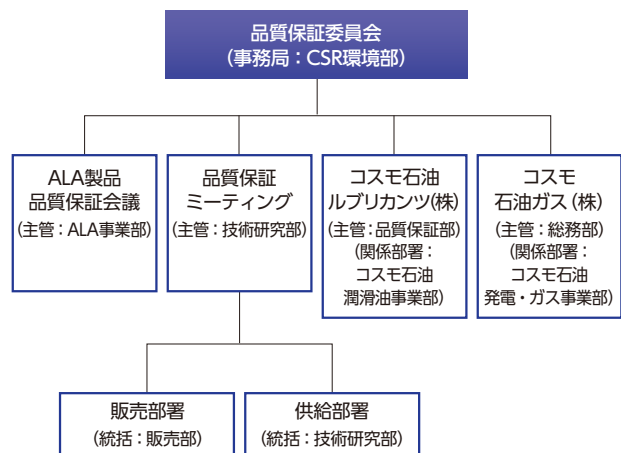 品質保証委員会
(事務局：CSR環境部)
ALA製品
品質保証会議
(主管：ALA事業部)
品質保証
ミーティング
(主管：技術研究部)
コスモ石油
ルブリカンツ(株)
(主管：品質保証部)
(関係部署：
コスモ石油
潤滑油事業部)
コスモ
石油ガス(株)
(主管：総務部)
(関係部署：
コスモ石油
発電・ガス事業部)
販売部署
(統括：販売部)
供給部署
(統括：技術研究部)